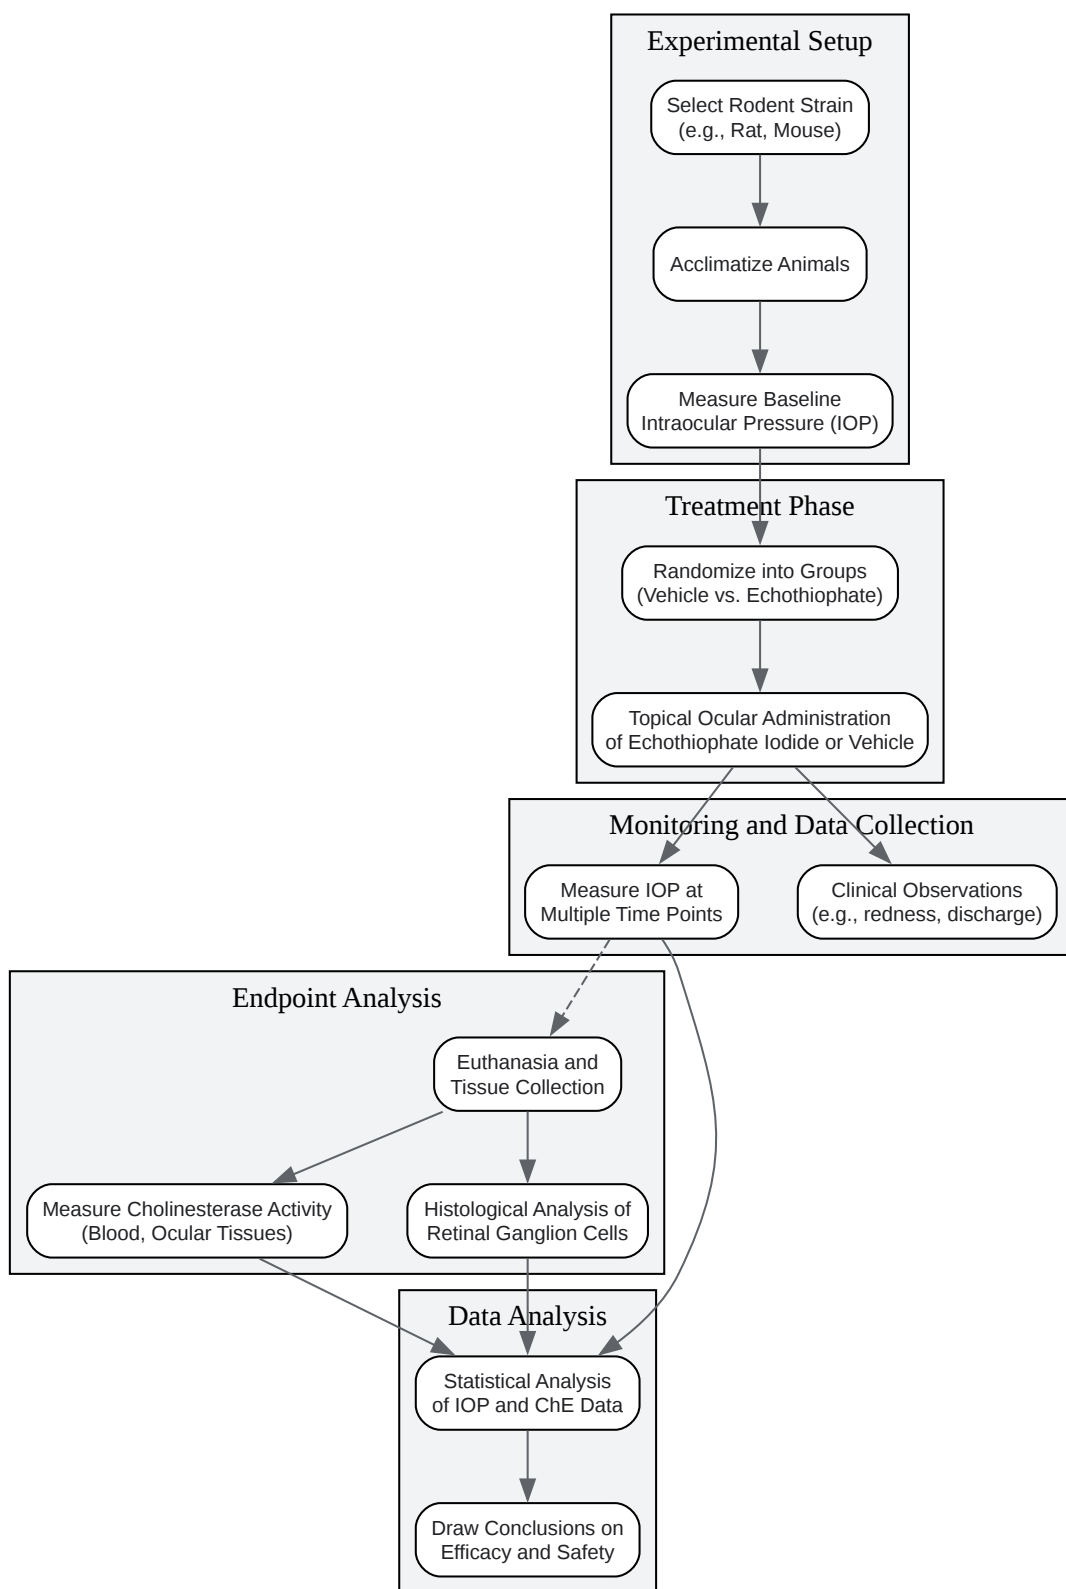 Experimental Setup
Select Rodent Strain
(e.g., Rat, Mouse)
Acclimatize Animals
Measure Baseline
Intraocular Pressure (IOP)
Treatment Phase
Randomize into Groups
(Vehicle vs. Echothiophate)
Topical Ocular Administration
of Echothiophate Iodide or Vehicle
Monitoring and Data Collection
Measure IOP at
Multiple Time Points
Clinical Observations
(e.g., redness, discharge)
Endpoint Analysis
Euthanasia and
Tissue Collection
Measure Cholinesterase Activity
(Blood, Ocular Tissues)
Histological Analysis of
Retinal Ganglion Cells
Data Analysis
Statistical Analysis
of IOP and ChE Data
Draw Conclusions on
Efficacy and Safety